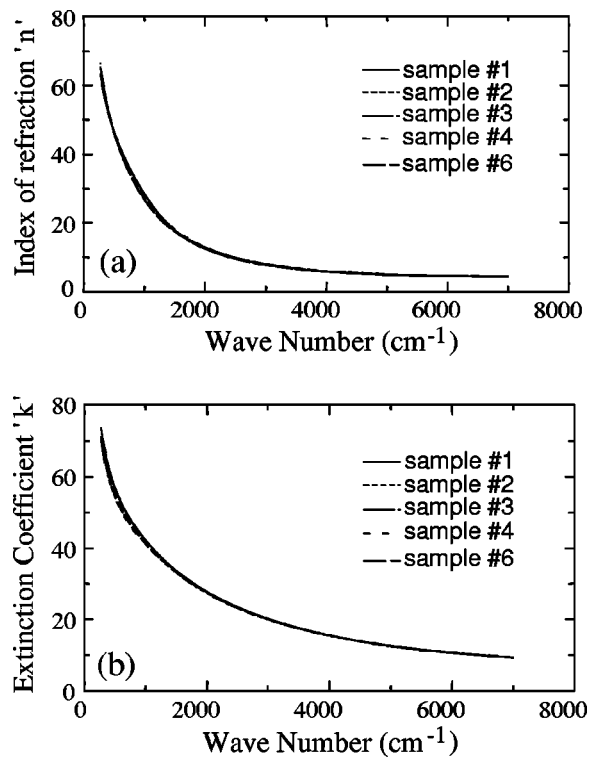 80
60
40
20
0
Index of refraction 'n'
sample #1
sample #2
sample #3
sample #4
sample #6
(a)
0 2000 4000 6000 8000
Wave Number (cm-1)
80
60
40
20
0
Extinction Coefficient 'k'
sample #1
sample #2
sample #3
sample #4
sample #6
(b)
0 2000 4000 6000 8000
Wave Number (cm-1)